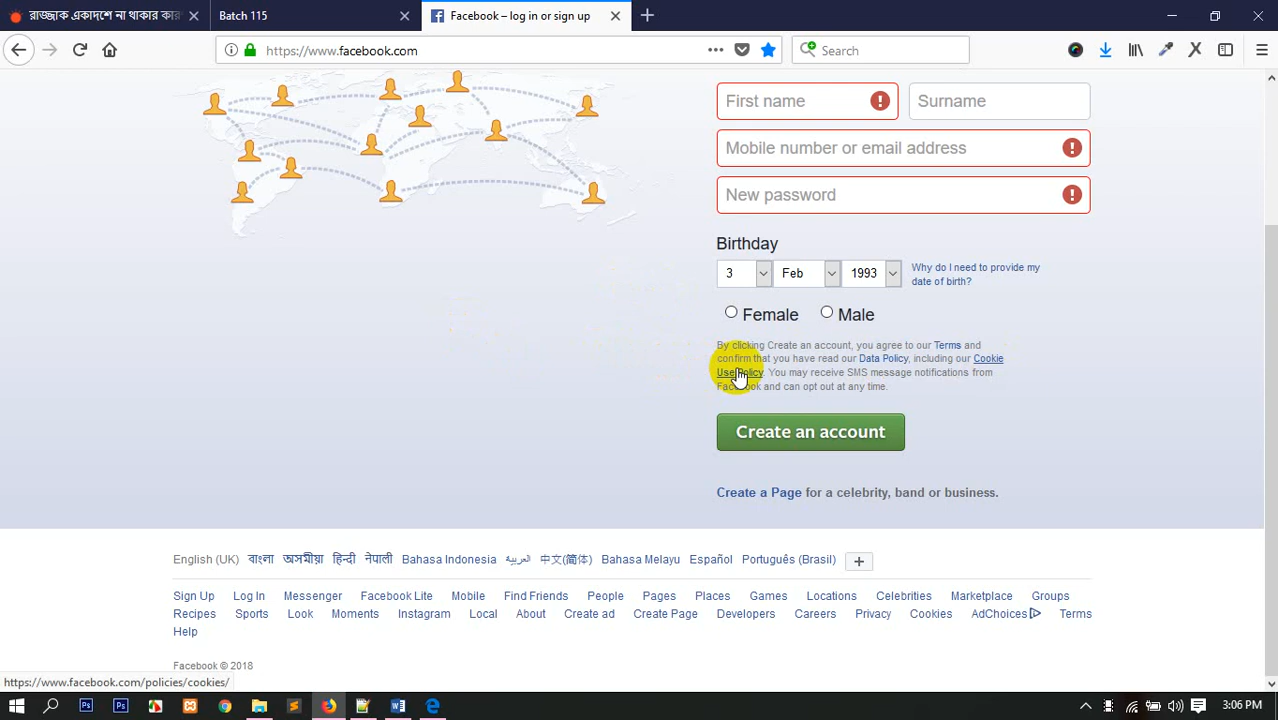 রাজ্জাক একাদশে না থাকার কার
Batch 115
Facebook – log in or sign up
https://www.facebook.com
Search
First name
Surname
Mobile number or email address
New password
Birthday
3
Feb
1993
Why do I need to provide my
date of birth?
Female
Male
By clicking Create an account, you agree to our Terms and
confirm that you have read our Data Policy, including our Cookie
Use Policy. You may receive SMS message notifications from
Facebook and can opt out at any time.
Create an account
Create a Page for a celebrity, band or business.
English (UK) বাংলা অসমীয়া हिन्दी नेपाली Bahasa Indonesia العربية 中文(简体) Bahasa Melayu Español Português (Brasil)
Sign Up Log In Messenger Facebook Lite Mobile Find Friends People Pages Places Games Locations Celebrities Marketplace Groups
Recipes Sports Look Moments Instagram Local About Create ad Create Page Developers Careers Privacy Cookies AdChoices Terms
Help
Facebook © 2018
https://www.facebook.com/policies/cookies/
3:06 PM